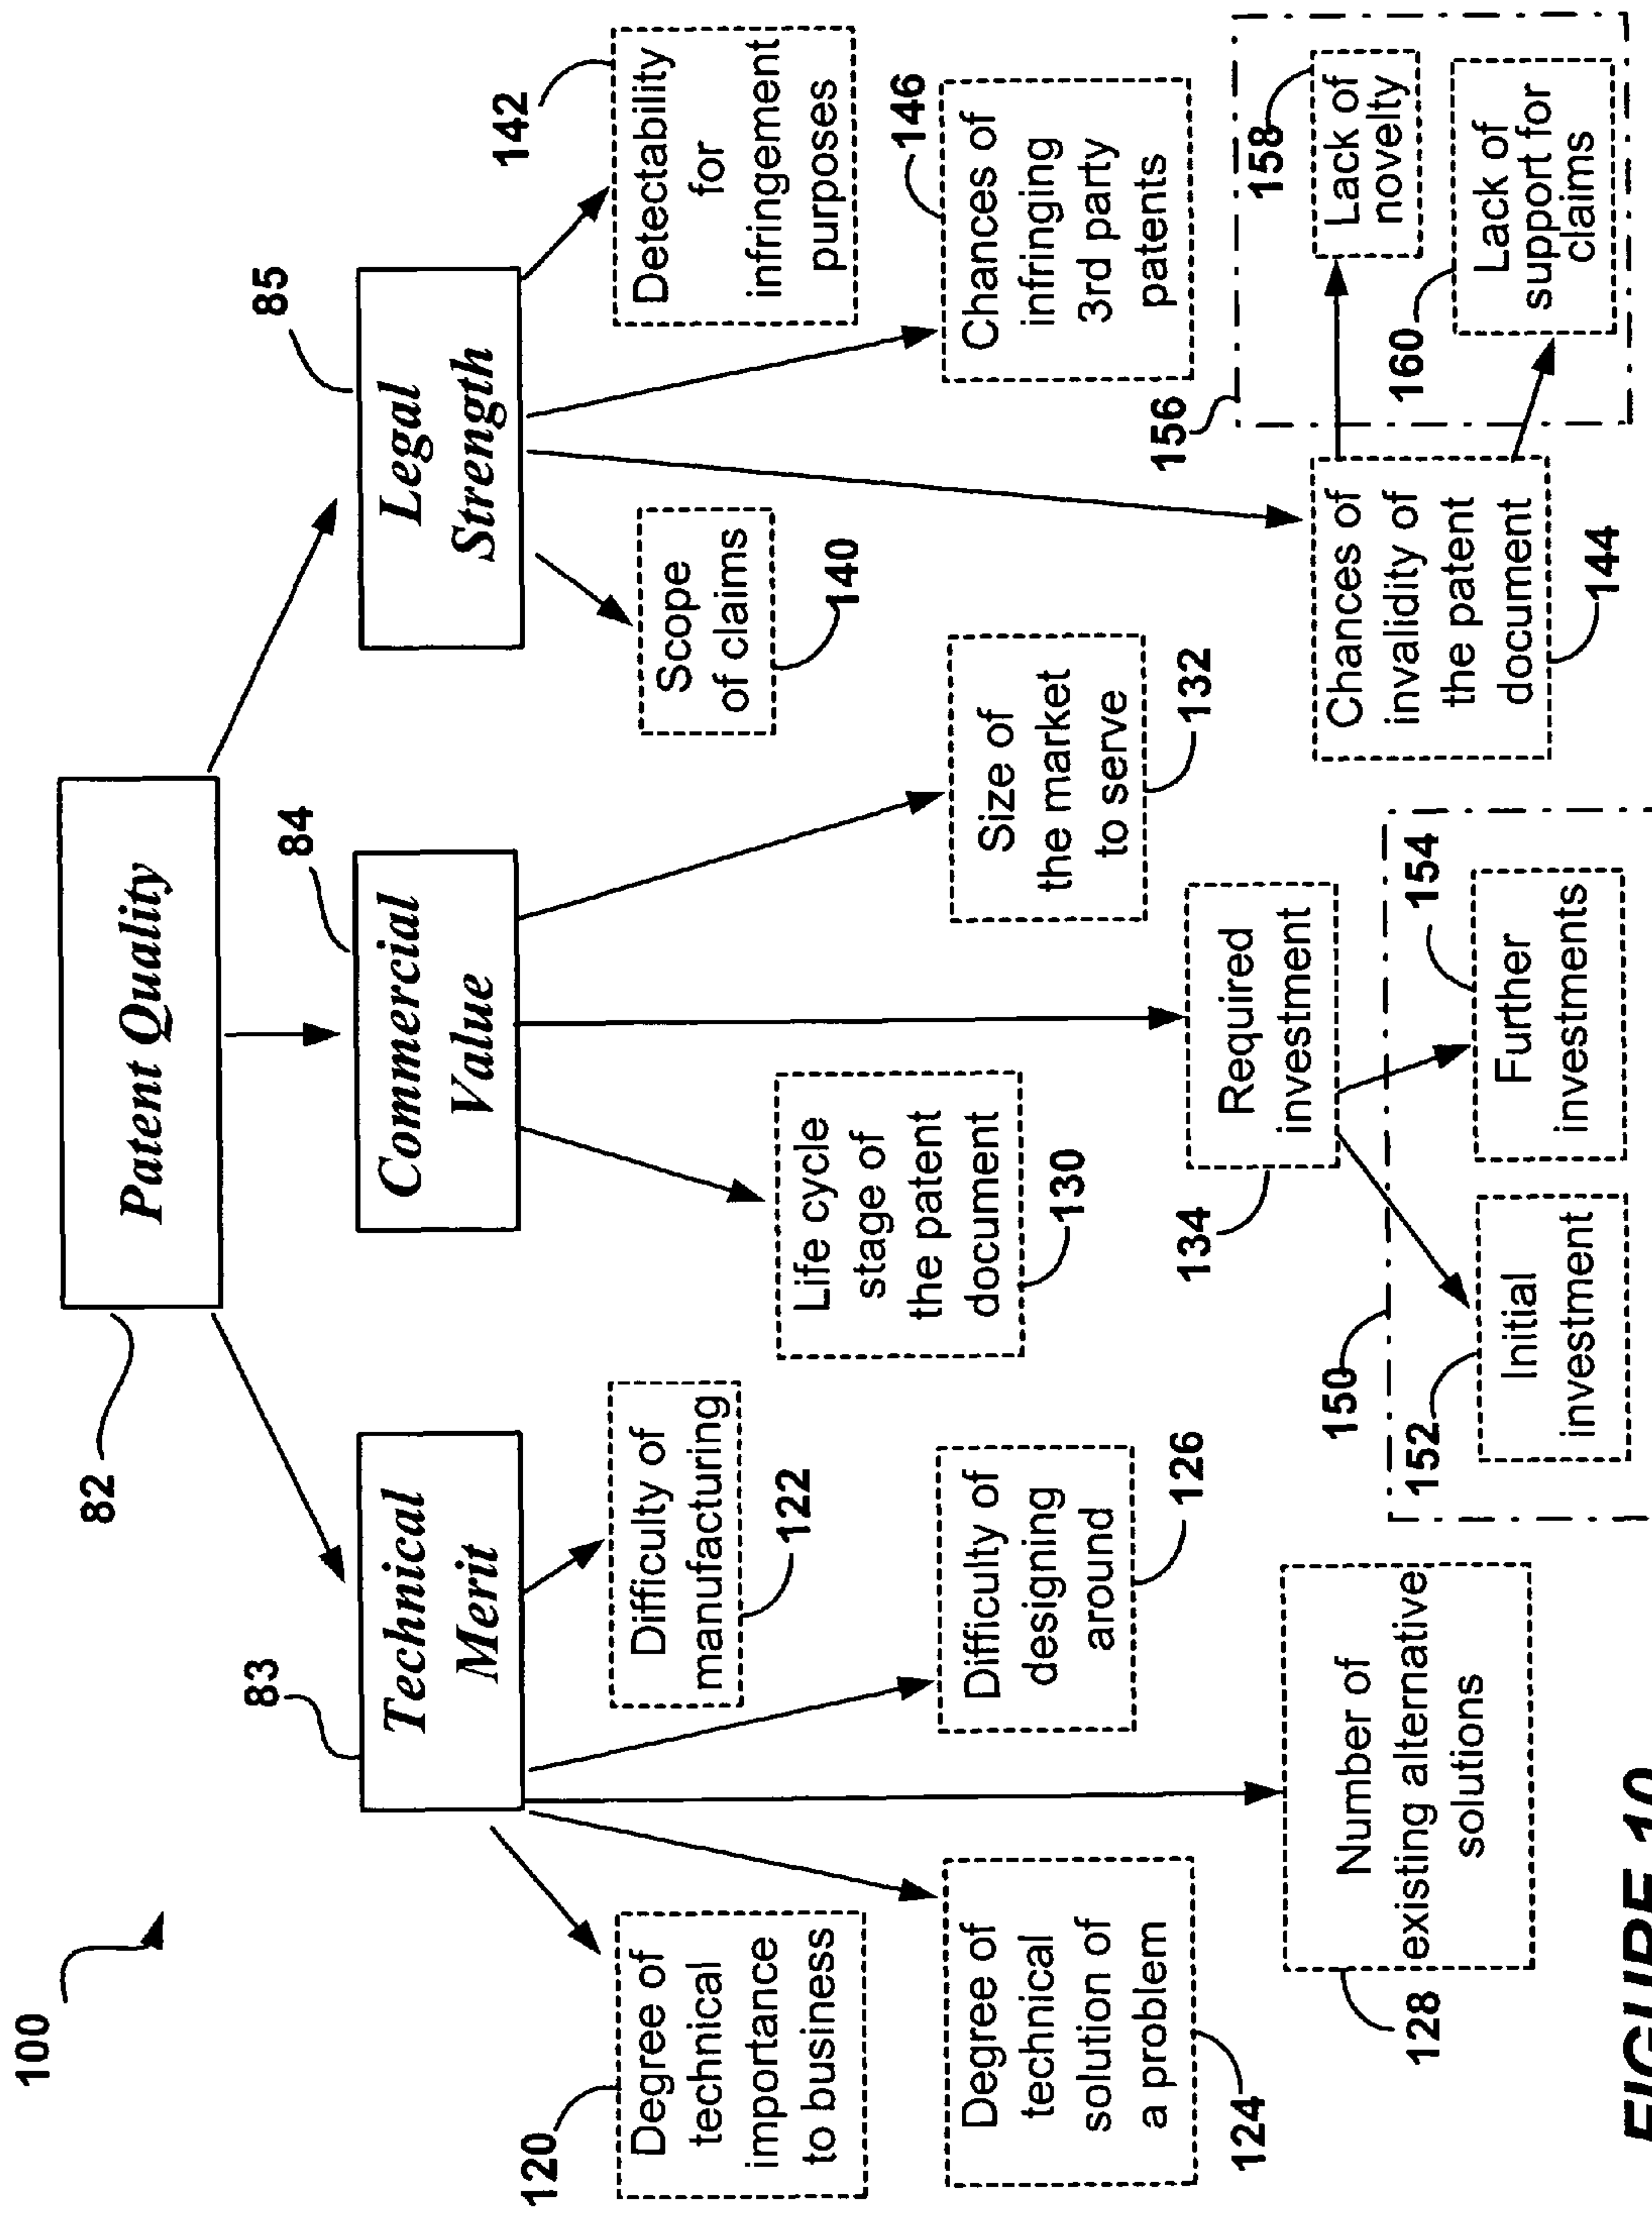 100
82
Patent Quality
83
Technical
Merit
84
Commercial
Value
85
Legal
Strength
120
Degree of
technical
importance
to business
Difficulty of
manufacturing
122
Life cycle
stage of
the patent
document
130
Scope
of claims
140
142
Detectability
for
infringement
purposes
Degree of
technical
solution of
a problem
124
Difficulty of
designing
around
126
Size of
the market
to serve
132
146
Chances of
infringing
3rd party
patents
128
Number of
existing alternative
solutions
134
Required
investment
Chances of
invalidity of
the patent
document
144
150
152
Initial
investment
154
Further
investments
156
158
Lack of
novelty
160
Lack of
support for
claims
FIGURE 10